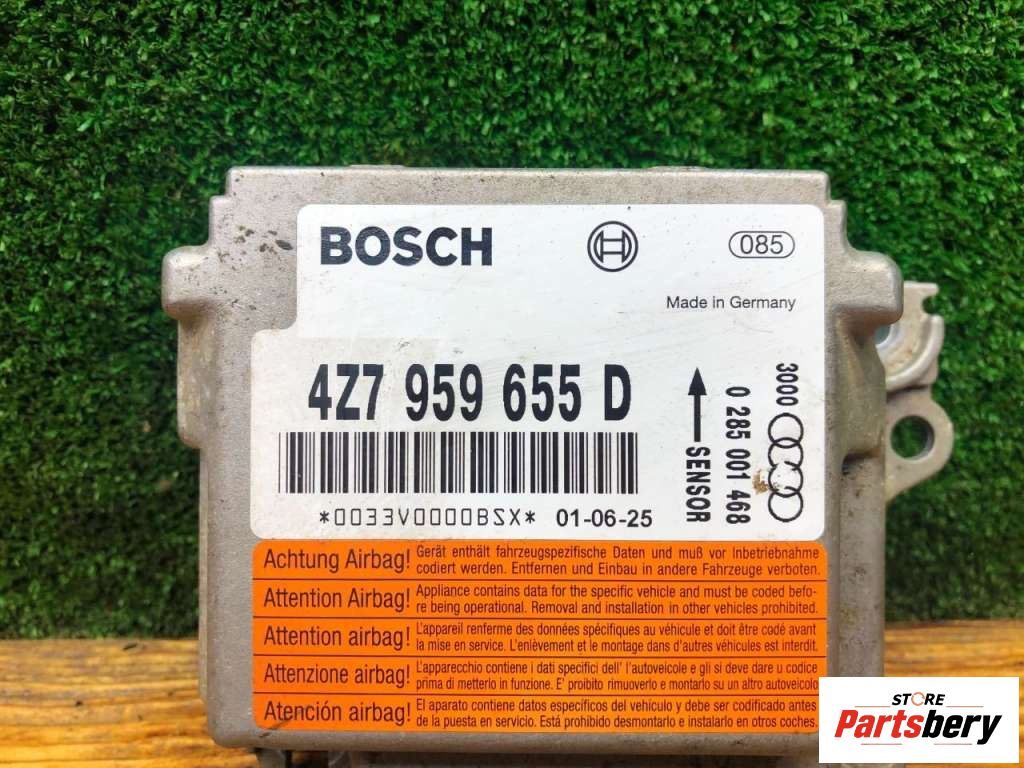 BOSCH
085
Made in Germany
4Z7 959 655 D
SENSOR
0 285 001 468
3000
*0033V0000BSX* 01-06-25
Achtung Airbag! Gerät enthält fahrzeugspezifische Daten und muß vor Inbetriebnahme
codiert werden. Entfernen und Einbau in andere Fahrzeuge verboten.
Attention Airbag! Appliance contains data for the specific vehicle and must be coded befo-
re being operational. Removal and installation in other vehicles prohibited.
Attention airbag! L'appareil renferme des données spécifiques au véhicule et doit être codé avant
la mise en service. L'enlèvement et le montage dans d'autres véhicules est interdit.
Attenzione airbag! L'apparecchio contiene i dati specifici dell' l'autoveicolo e gli si deve dare u codice
prima di metterlo in funzione. E' proibito rimuoverlo e montarlo su un altro autoveicolo
Atención airbag! El aparato contiene datos específicos del vehículo y debe ser codificado antes
de la puesta en servicio. Está prohibido desmontarlo e instalarlo en otros coches.
STORE
Partsbery